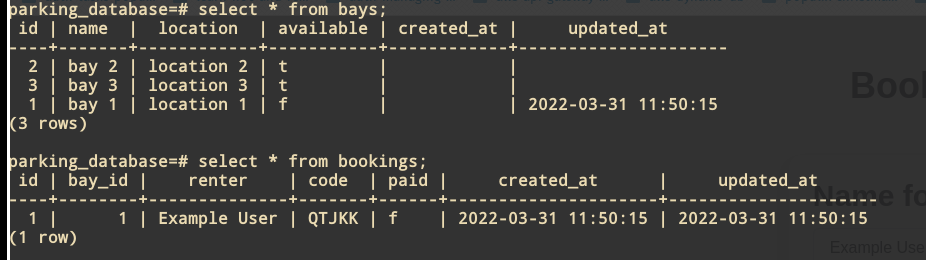 parking_database=# select * from bays;
 id | name  |  location  | available | created_at |     updated_at
----+-------+------------+-----------+------------+---------------------
  2 | bay 2 | location 2 | t         |            |
  3 | bay 3 | location 3 | t         |            |
  1 | bay 1 | location 1 | f         |            | 2022-03-31 11:50:15
(3 rows)
parking_database=# select * from bookings;
 id | bay_id |    renter    | code  | paid |     created_at      |     updated_at
----+--------+--------------+-------+------+---------------------+---------------------
  1 |      1 | Example User | QTJKK | f    | 2022-03-31 11:50:15 | 2022-03-31 11:50:15
(1 row)
Name fo
Example Use